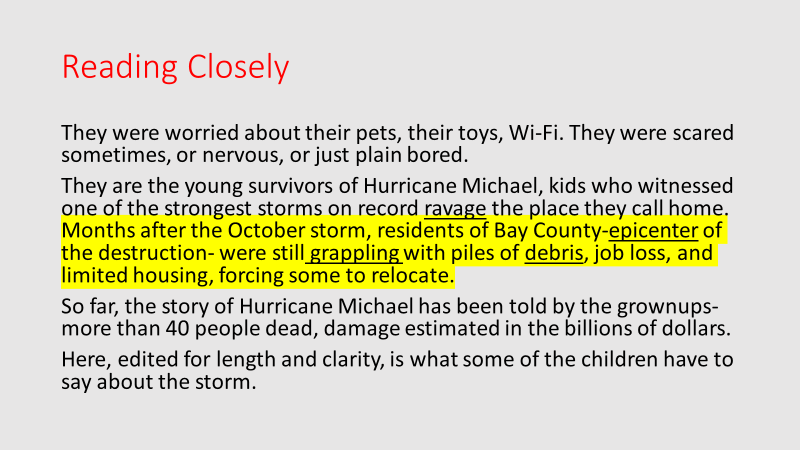 Reading Closely
They were worried about their pets, their toys, Wi-Fi. They were scared
sometimes, or nervous, or just plain bored.
They are the young survivors of Hurricane Michael, kids who witnessed
one of the strongest storms on record ravage the place they call home.
Months after the October storm, residents of Bay County-epicenter of
the destruction- were still grappling with piles of debris, job loss, and
limited housing, forcing some to relocate.
So far, the story of Hurricane Michael has been told by the grownups-
more than 40 people dead, damage estimated in the billions of dollars.
Here, edited for length and clarity, is what some of the children have to
say about the storm.